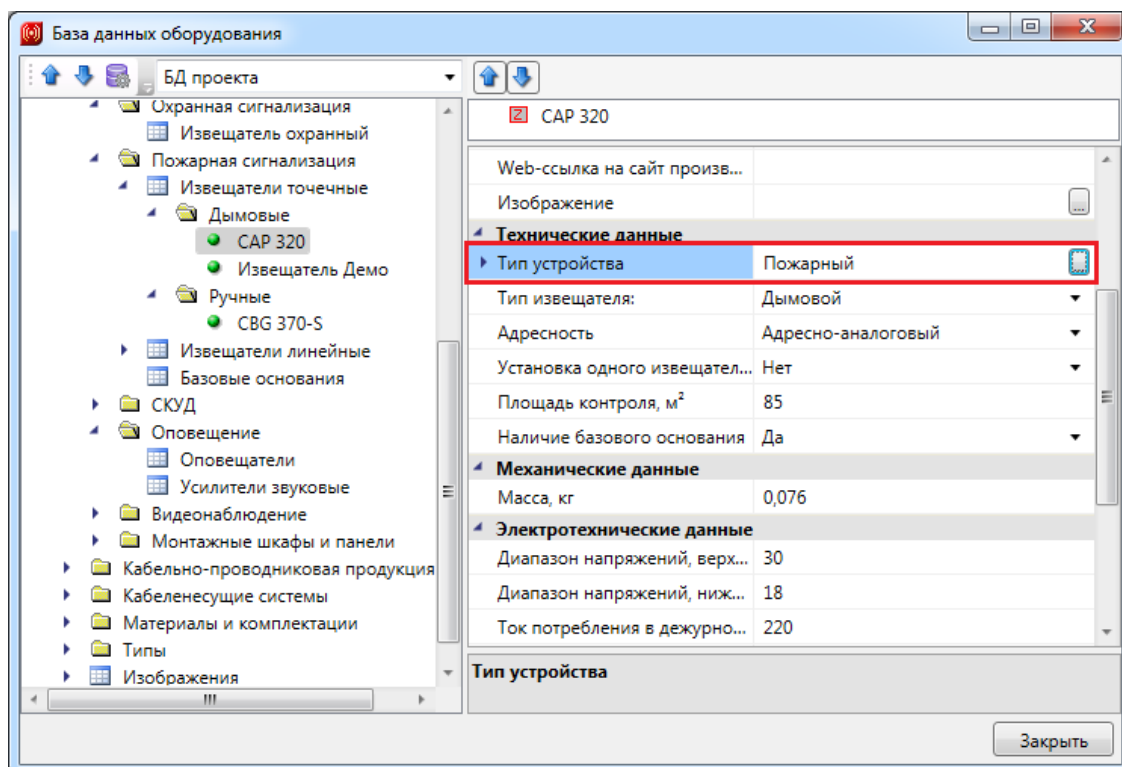 База данных оборудования
БД проекта
Охранная сигнализация
Извещатель охранный
Пожарная сигнализация
Извещатели точечные
Дымовые
CAP 320
Извещатель Демо
Ручные
CBG 370-S
Извещатели линейные
Базовые основания
СКУД
Оповещение
Оповещатели
Усилители звуковые
Видеонаблюдение
Монтажные шкафы и панели
Кабельно-проводниковая продукция
Кабеленесущие системы
Материалы и комплектации
Типы
Изображения
Z CAP 320
Web-ссылка на сайт произв...
Изображение ...
Технические данные
Тип устройства Пожарный ...
Тип извещателя: Дымовой
Адресность Адресно-аналоговый
Установка одного извещател... Нет
Площадь контроля, м² 85
Наличие базового основания Да
Механические данные
Масса, кг 0,076
Электротехнические данные
Диапазон напряжений, верх... 30
Диапазон напряжений, ниж... 18
Ток потребления в дежурно... 220
Тип устройства
Закрыть